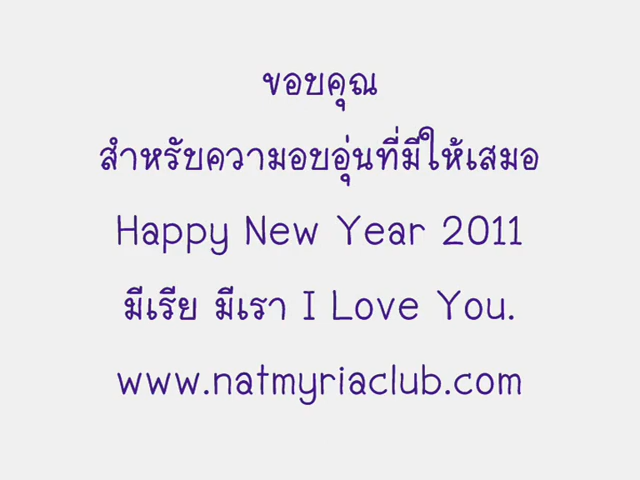 ขอบคุณ
สำหรับความอบอุ่นที่มีให้เสมอ
Happy New Year 2011
มีเรีย มีเรา I Love You.
www.natmyriaclub.com